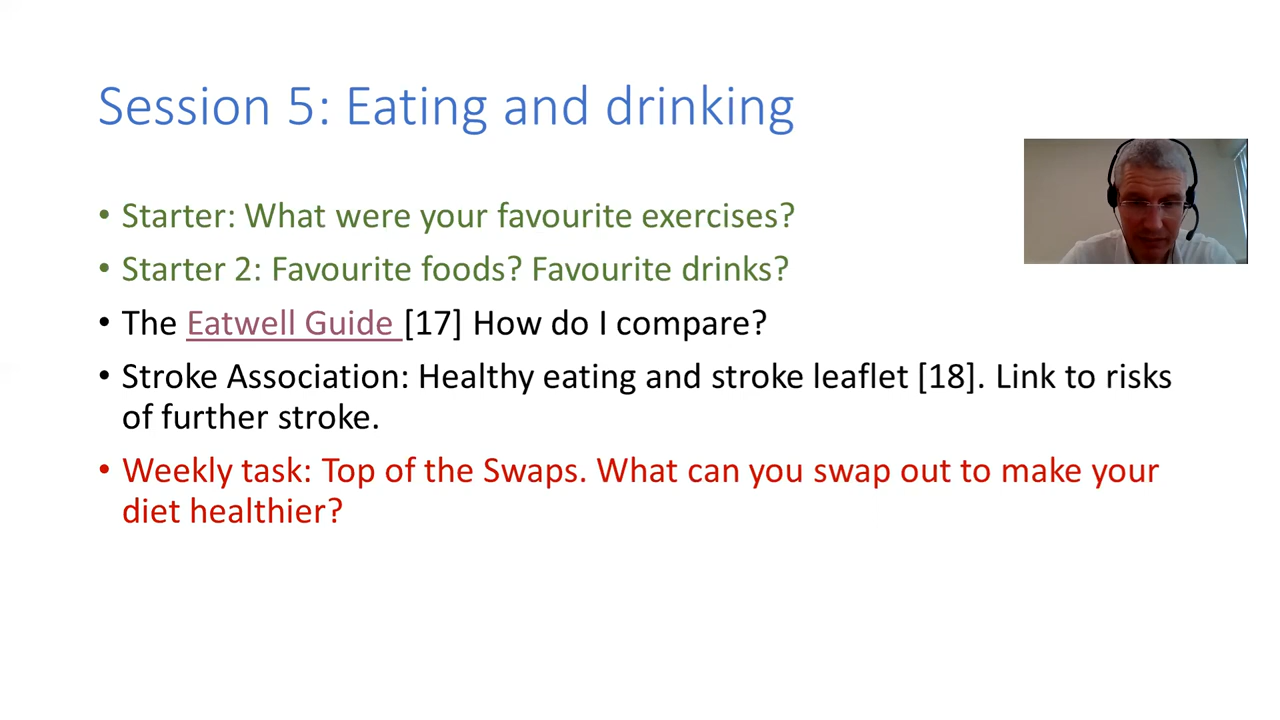 Session 5: Eating and drinking
• Starter: What were your favourite exercises?
• Starter 2: Favourite foods? Favourite drinks?
• The Eatwell Guide [17] How do I compare?
• Stroke Association: Healthy eating and stroke leaflet [18]. Link to risks
of further stroke.
• Weekly task: Top of the Swaps. What can you swap out to make your
diet healthier?